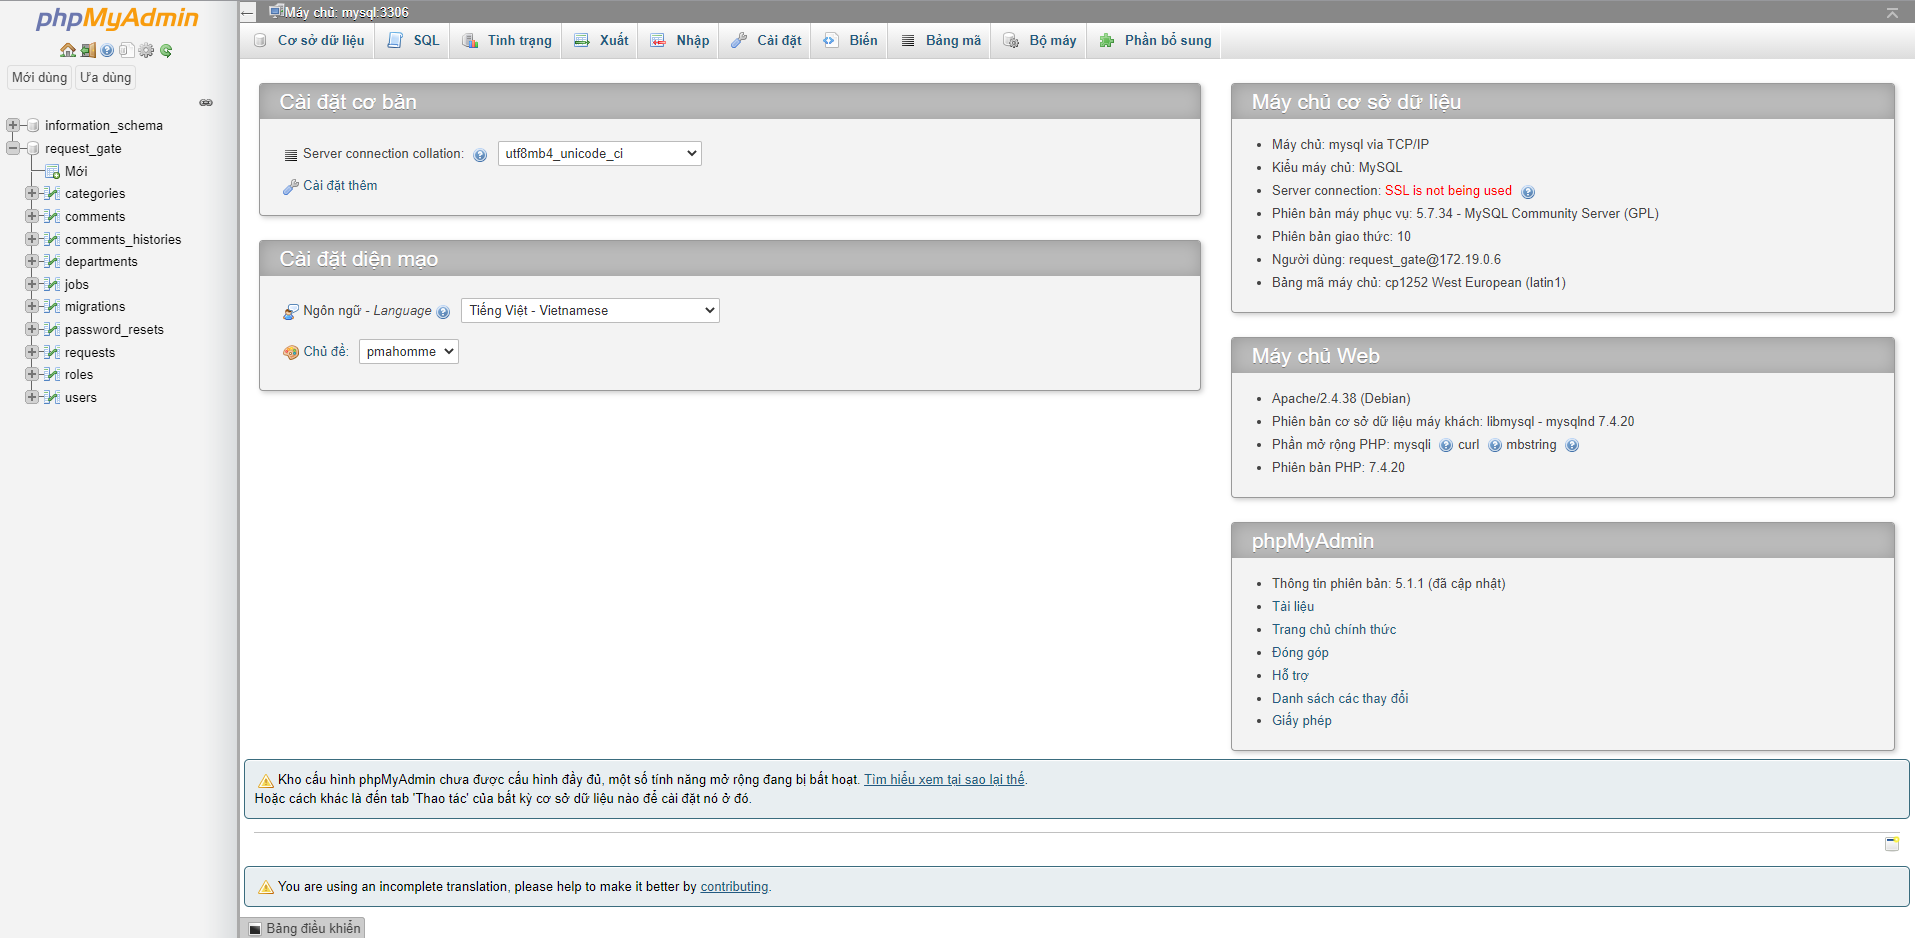 phpMyAdmin
Mới dùng
Ưa dùng
information_schema
request_gate
Mới
categories
comments
comments_histories
departments
jobs
migrations
password_resets
requests
roles
users
Máy chủ: mysql:3306
Cơ sở dữ liệu
SQL
Tình trạng
Xuất
Nhập
Cài đặt
Biến
Bảng mã
Bộ máy
Phần bổ sung
Cài đặt cơ bản
Server connection collation:
utf8mb4_unicode_ci
Cài đặt thêm
Cài đặt diện mạo
Ngôn ngữ - Language
Tiếng Việt - Vietnamese
Chủ đề:
pmahomme
Máy chủ cơ sở dữ liệu
Máy chủ: mysql via TCP/IP
Kiểu máy chủ: MySQL
Server connection: SSL is not being used
Phiên bản máy phục vụ: 5.7.34 - MySQL Community Server (GPL)
Phiên bản giao thức: 10
Người dùng: request_gate@172.19.0.6
Bảng mã máy chủ: cp1252 West European (latin1)
Máy chủ Web
Apache/2.4.38 (Debian)
Phiên bản cơ sở dữ liệu máy khách: libmysql - mysqlnd 7.4.20
Phần mở rộng PHP: mysqli curl mbstring
Phiên bản PHP: 7.4.20
phpMyAdmin
Thông tin phiên bản: 5.1.1 (đã cập nhật)
Tài liệu
Trang chủ chính thức
Đóng góp
Hỗ trợ
Danh sách các thay đổi
Giấy phép
Kho cấu hình phpMyAdmin chưa được cấu hình đầy đủ, một số tính năng mở rộng đang bị bất hoạt. Tìm hiểu xem tại sao lại thế.
Hoặc cách khác là đến tab 'Thao tác' của bất kỳ cơ sở dữ liệu nào để cài đặt nó ở đó.
You are using an incomplete translation, please help to make it better by contributing.
Bảng điều khiển